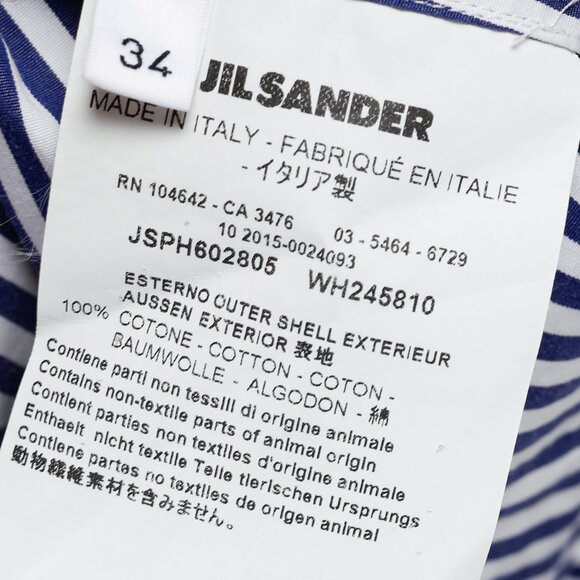 34
JIL SANDER
MADE IN ITALY - FABRIQUÉ EN ITALIE
- イタリア製
RN 104642 - CA 3476 03 - 5464 - 6729
10 2015-0024093
JSPH602805 WH245810
ESTERNO OUTER SHELL EXTERIEUR
AUSSEN EXTERIOR 表地
100% COTONE - COTTON - COTON -
BAUMWOLLE - ALGODON - 綿
Contiene parti non tessili di origine animale
Contains non-textile parts of animal origin
Contient parties non textiles d'origine animale
Enthaelt nicht textile Teile tierischen Ursprungs
Contiene partes no textiles de origen animal
動物繊維素材を含みません。